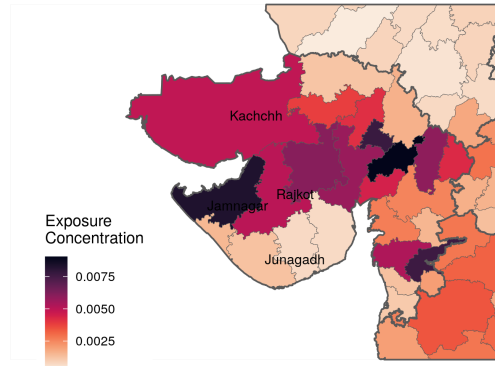 Kachchh
Rajkot
Jamnagar
Junagadh
Exposure
Concentration
0.0075
0.0050
0.0025